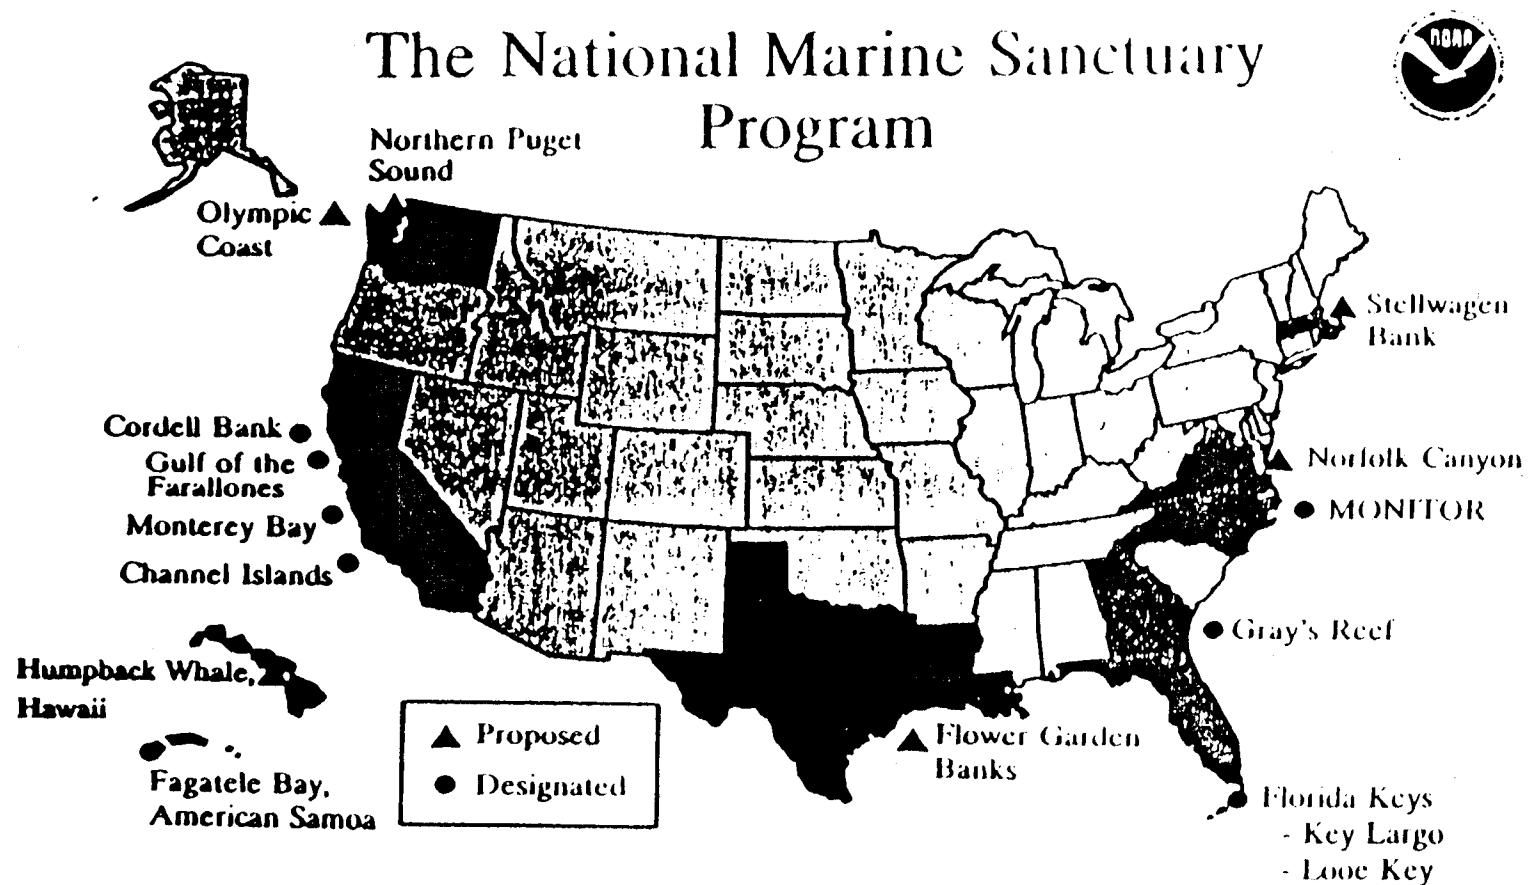 The National Marine Sanctuary
Program
NOAA
Northern Puget
Sound
Olympic
Coast
Stellwagen
Bank
Cordell Bank
Gulf of the
Farallones
Monterey Bay
Channel Islands
Norfolk Canyon
MONITOR
Gray's Reef
Humpback Whale,
Hawaii
Fagatele Bay,
American Samoa
Proposed
Designated
Flower Garden
Banks
Florida Keys
- Key Largo
- Looe Key